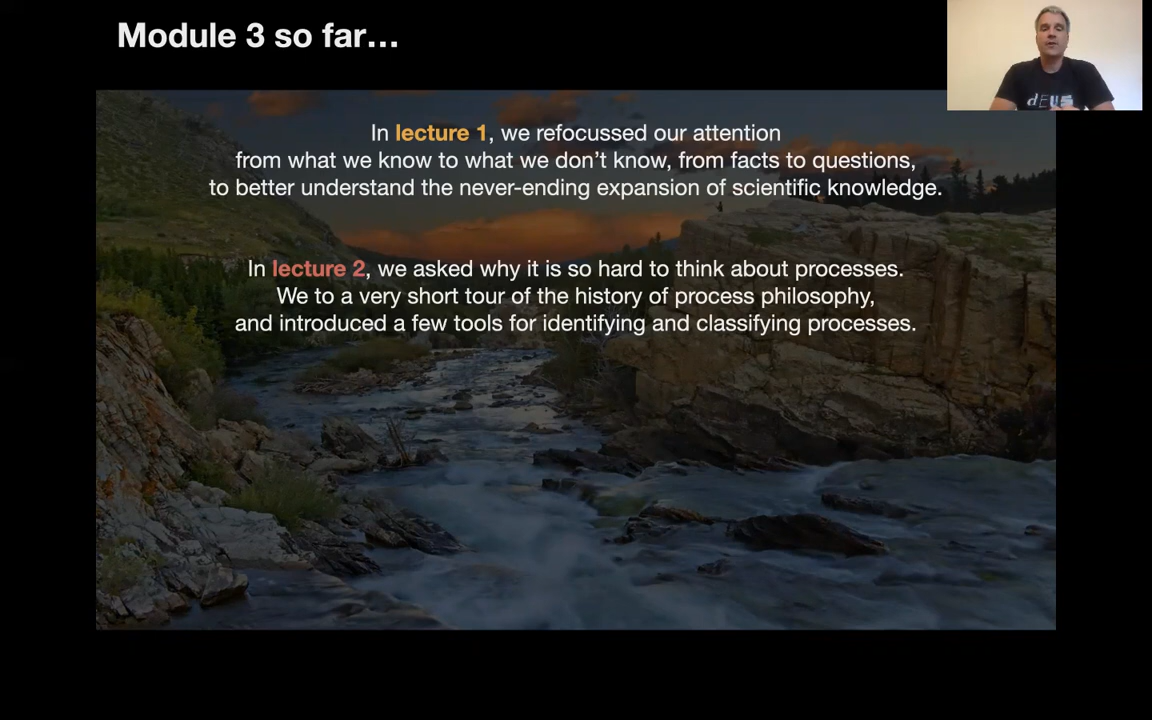 Module 3 so far...
In lecture 1, we refocussed our attention
from what we know to what we don't know, from facts to questions,
to better understand the never-ending expansion of scientific knowledge.
In lecture 2, we asked why it is so hard to think about processes.
We to a very short tour of the history of process philosophy,
and introduced a few tools for identifying and classifying processes.
dEUS